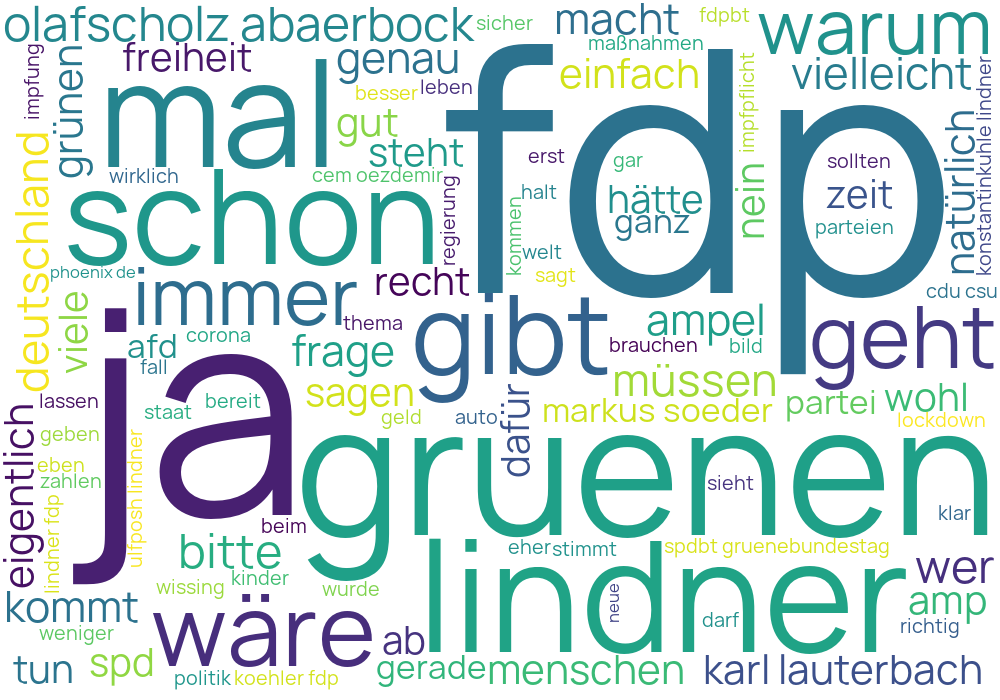 olafscholz abaerbock
sicher
macht
fdpbt
warum
impfung
grünen
freiheit
genau
maßnahmen
einfach
vielleicht
besser
leben
mal
fdp
gut
steht
impfpflicht
konstantinkuhle lindner
deutschland
wirklich
cem oezdemir
erst
gar
sollten
natürlich
schon
regierung
halt
hätte
ganz
nein
zeit
parteien
kommen
welt
phoenix de
immer
recht
sagt
cdu csu
viele
thema
gibt
ampel
geht
afd
corona
frage
brauchen
bild
fall
ja
sagen
müssen
lassen
staat
bereit
geld
auto
dafür
markus soeder
partei
wohl
eigentlich
geben
lockdown
eben
zahlen
ulfposh lindner
gruenen
sieht
lindner fdp
beim
klar
bitte
eher
stimmt
lindner
spdbt gruenebundestag
wer
wissing
kinder
wurde
neue
kommt
wäre
amp
weniger
ab
darf
richtig
tun
spd
politik
koehler fdp
gerade
menschen
karl lauterbach